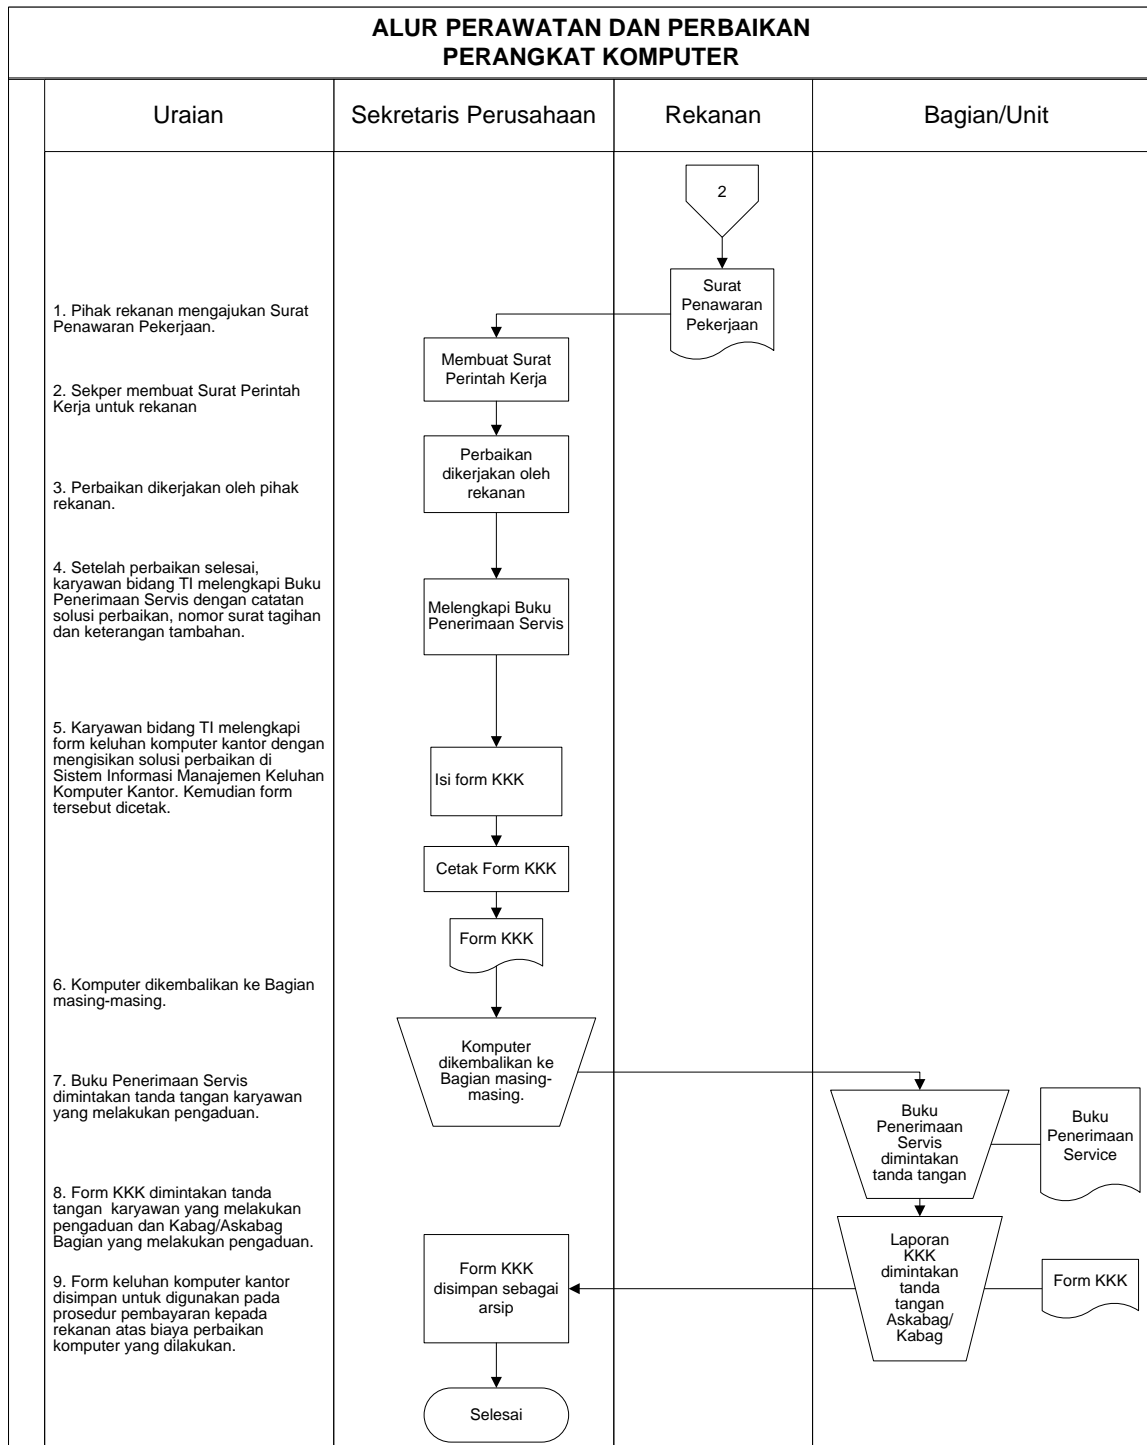 ALUR PERAWATAN DAN PERBAIKAN
PERANGKAT KOMPUTER
Uraian
Sekretaris Perusahaan
Rekanan
Bagian/Unit
1. Pihak rekanan mengajukan Surat
Penawaran Pekerjaan.
2. Sekper membuat Surat Perintah
Kerja untuk rekanan
3. Perbaikan dikerjakan oleh pihak
rekanan.
4. Setelah perbaikan selesai,
karyawan bidang TI melengkapi Buku
Penerimaan Servis dengan catatan
solusi perbaikan, nomor surat tagihan
dan keterangan tambahan.
5. Karyawan bidang TI melengkapi
form keluhan komputer kantor dengan
mengisikan solusi perbaikan di
Sistem Informasi Manajemen Keluhan
Komputer Kantor. Kemudian form
tersebut dicetak.
6. Komputer dikembalikan ke Bagian
masing-masing.
7. Buku Penerimaan Servis
dimintakan tanda tangan karyawan
yang melakukan pengaduan.
8. Form KKK dimintakan tanda
tangan  karyawan yang melakukan
pengaduan dan Kabag/Askabag
Bagian yang melakukan pengaduan.
9. Form keluhan komputer kantor
disimpan untuk digunakan pada
prosedur pembayaran kepada
rekanan atas biaya perbaikan
komputer yang dilakukan.
2
Surat
Penawaran
Pekerjaan
Membuat Surat
Perintah Kerja
Perbaikan
dikerjakan oleh
rekanan
Melengkapi Buku
Penerimaan Servis
Isi form KKK
Cetak Form KKK
Form KKK
Komputer
dikembalikan ke
Bagian masing-
masing.
Buku
Penerimaan
Servis
dimintakan
tanda tangan
Buku
Penerimaan
Service
Laporan
KKK
dimintakan
tanda
tangan
Askabag/
Kabag
Form KKK
Form KKK
disimpan sebagai
arsip
Selesai